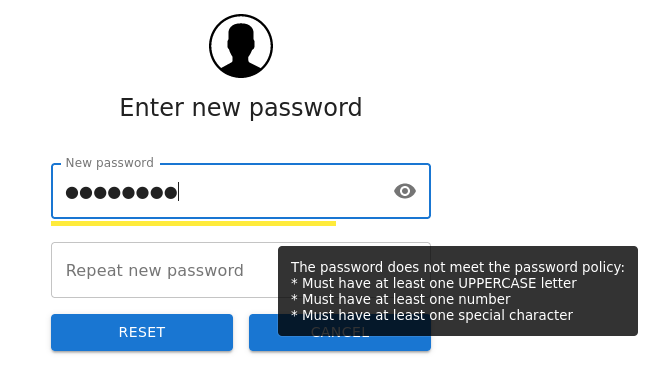 Enter new password
New password
●●●●●●●●
Repeat new password
The password does not meet the password policy:
* Must have at least one UPPERCASE letter
* Must have at least one number
* Must have at least one special character
RESET
CANCEL